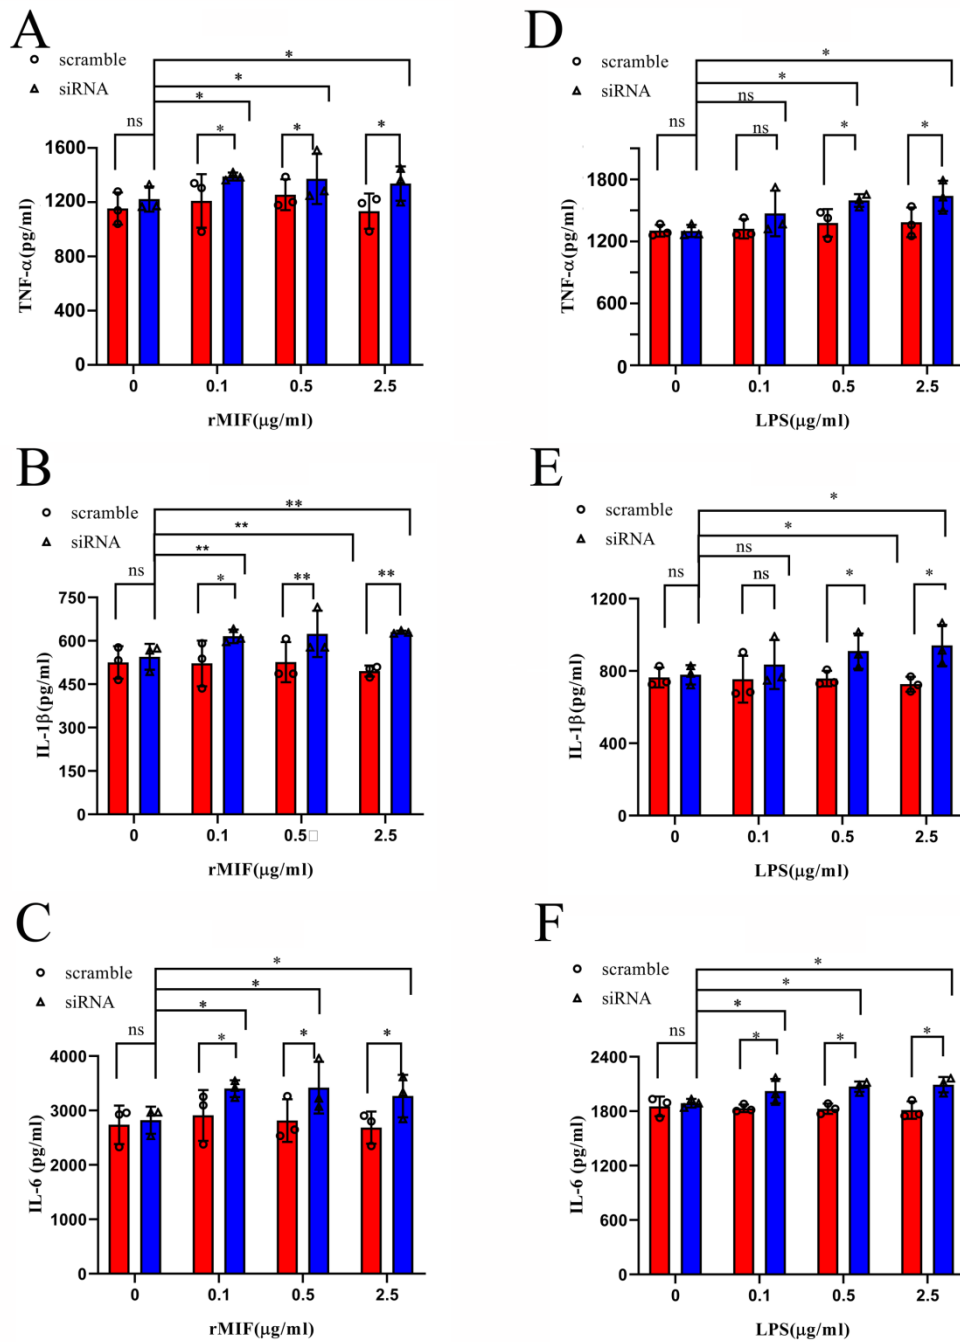 A
scramble
siRNA
*
*
*
ns
*
*
*
1600
1200
800
400
0
TNF-α(pg/ml)
0
0.1
0.5
2.5
rMIF(μg/ml)
D
scramble
siRNA
*
*
ns
ns
ns
*
*
1800
1200
600
0
TNF-α(pg/ml)
0
0.1
0.5
2.5
LPS(μg/ml)
B
scramble
siRNA
**
**
**
ns
*
**
**
750
600
450
300
150
0
IL-1β(pg/ml)
0
0.1
0.5□
2.5
rMIF(μg/ml)
E
scramble
siRNA
*
*
ns
ns
ns
*
*
1200
800
400
0
IL-1β(pg/ml)
0
0.1
0.5
2.5
LPS(μg/ml)
C
scramble
siRNA
*
*
*
ns
*
*
*
4000
3000
2000
1000
0
IL-6 (pg/ml)
0
0.1
0.5
2.5
rMIF(μg/ml)
F
scramble
siRNA
*
*
*
ns
*
*
*
2400
1800
1200
600
0
IL-6 (pg/ml)
0
0.1
0.5
2.5
LPS(μg/ml)